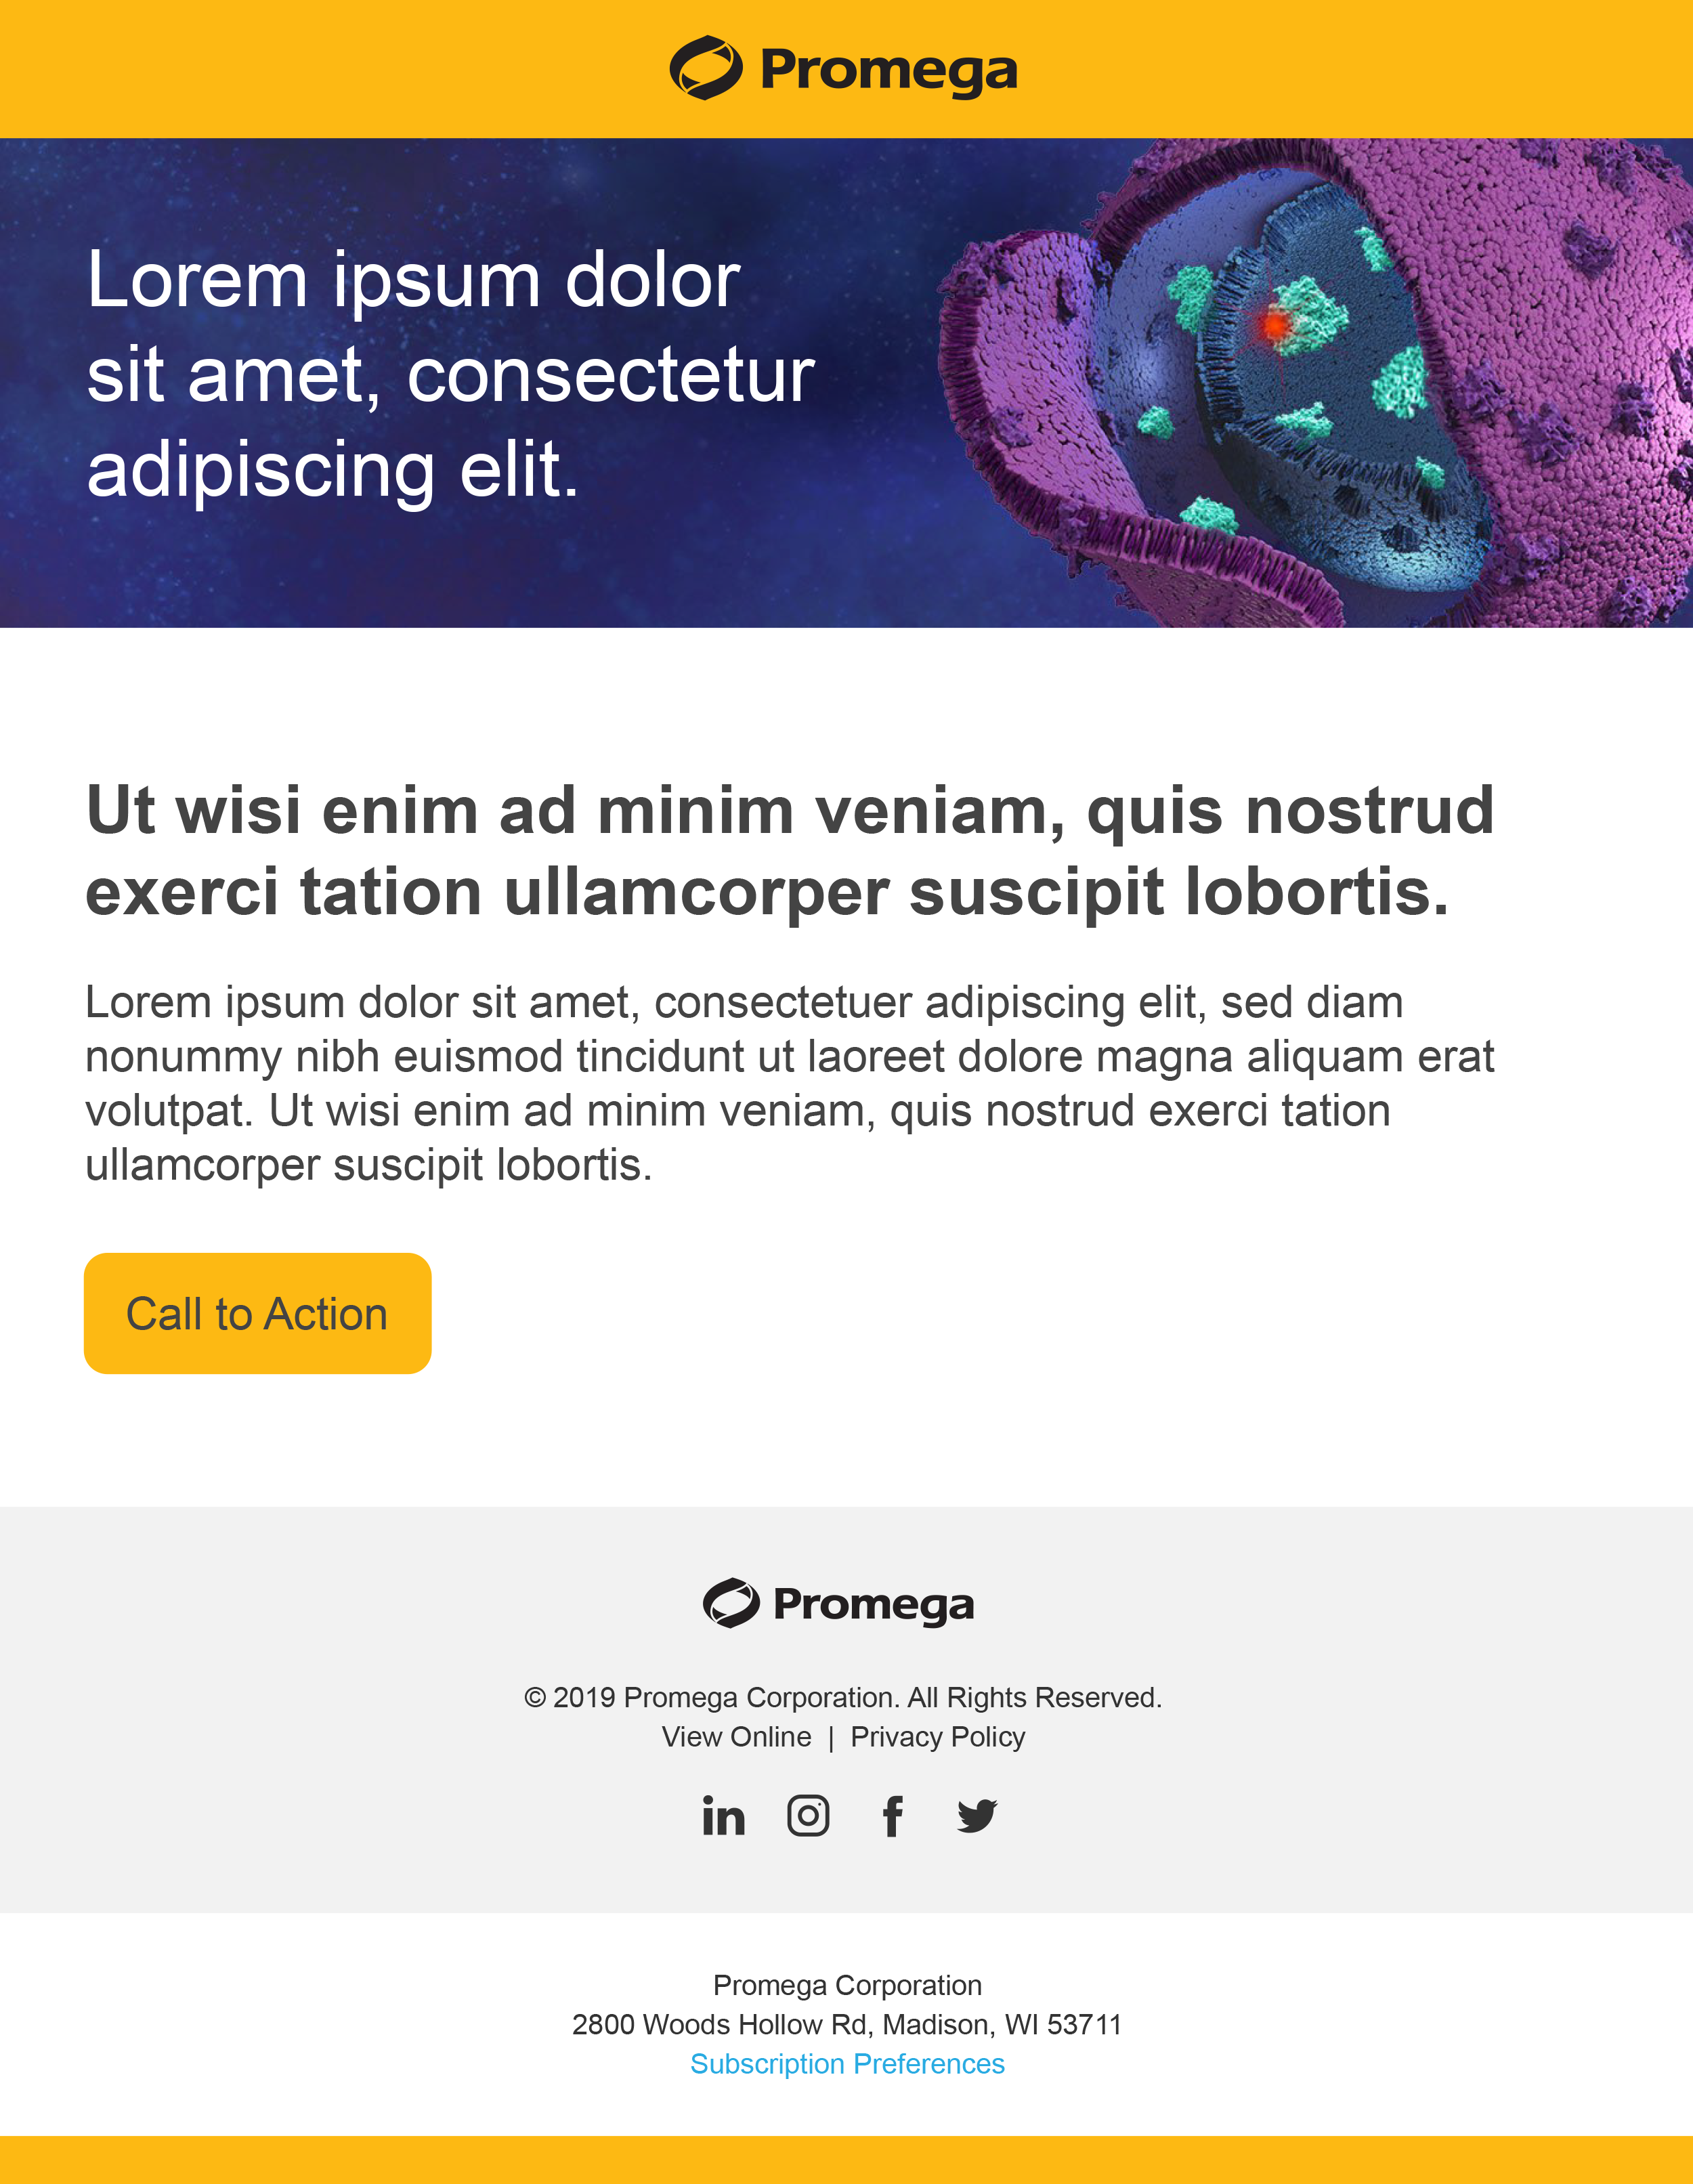 Promega
Lorem ipsum dolor
sit amet, consectetur
adipiscing elit.
Ut wisi enim ad minim veniam, quis nostrud
exerci tation ullamcorper suscipit lobortis.
Lorem ipsum dolor sit amet, consectetuer adipiscing elit, sed diam
nonummy nibh euismod tincidunt ut laoreet dolore magna aliquam erat
volutpat. Ut wisi enim ad minim veniam, quis nostrud exerci tation
ullamcorper suscipit lobortis.
Call to Action
Promega
© 2019 Promega Corporation. All Rights Reserved.
View Online | Privacy Policy
Promega Corporation
2800 Woods Hollow Rd, Madison, WI 53711
Subscription Preferences